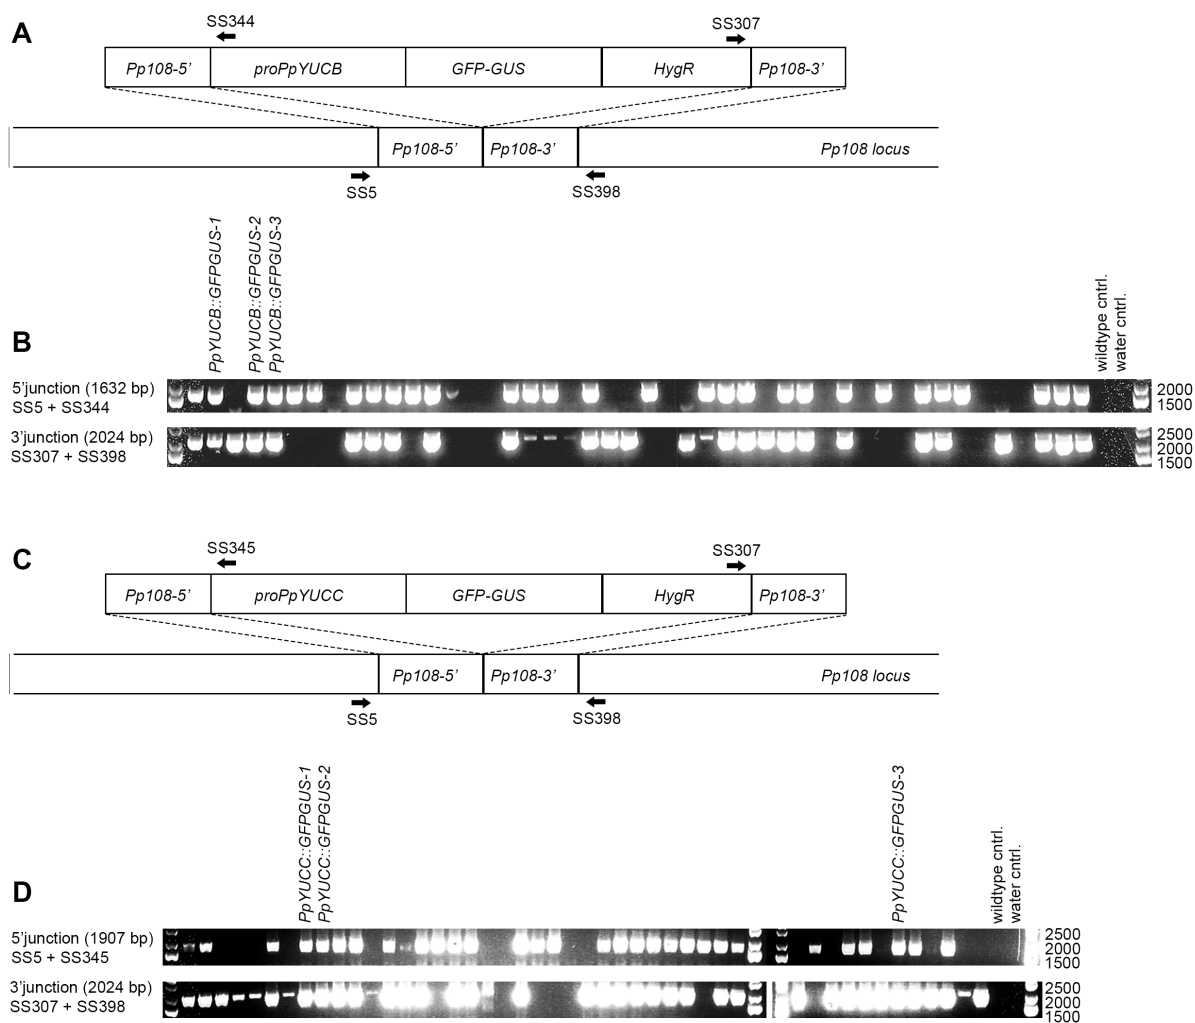 A
SS344
SS307
Pp108-5’
proPpYUCB
GFP-GUS
HygR
Pp108-3’
Pp108-5’
Pp108-3’
Pp108 locus
SS5
SS398
PpYUCB::GFPGUS-1
PpYUCB::GFPGUS-2
PpYUCB::GFPGUS-3
wildtype cntrl.
water cntrl.
B
5’junction (1632 bp)
SS5 + SS344
2000
1500
3’junction (2024 bp)
SS307 + SS398
2500
2000
1500
C
SS345
SS307
Pp108-5’
proPpYUCC
GFP-GUS
HygR
Pp108-3’
Pp108-5’
Pp108-3’
Pp108 locus
SS5
SS398
PpYUCC::GFPGUS-1
PpYUCC::GFPGUS-2
PpYUCC::GFPGUS-3
wildtype cntrl.
water cntrl.
D
5’junction (1907 bp)
SS5 + SS345
2500
2000
1500
3’junction (2024 bp)
SS307 + SS398
2500
2000
1500